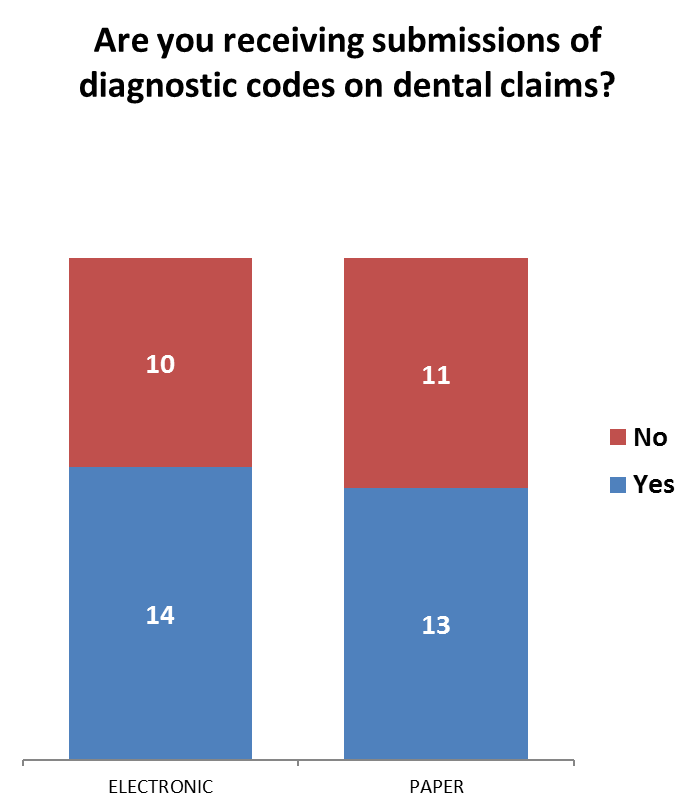 Are you receiving submissions of
diagnostic codes on dental claims?
10
11
No
Yes
14
13
ELECTRONIC
PAPER